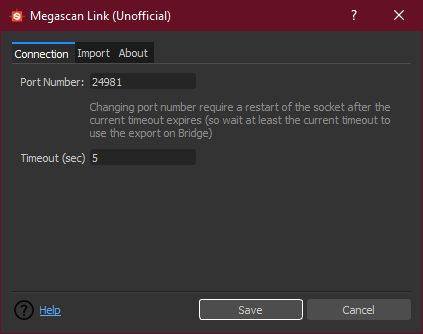 Megascan Link (Unofficial)
?
Connection Import About
Port Number: 24981
Changing port number require a restart of the socket after the
current timeout expires (so wait at least the current timeout to
use the export on Bridge)
Timeout (sec) 5
? Help Save Cancel